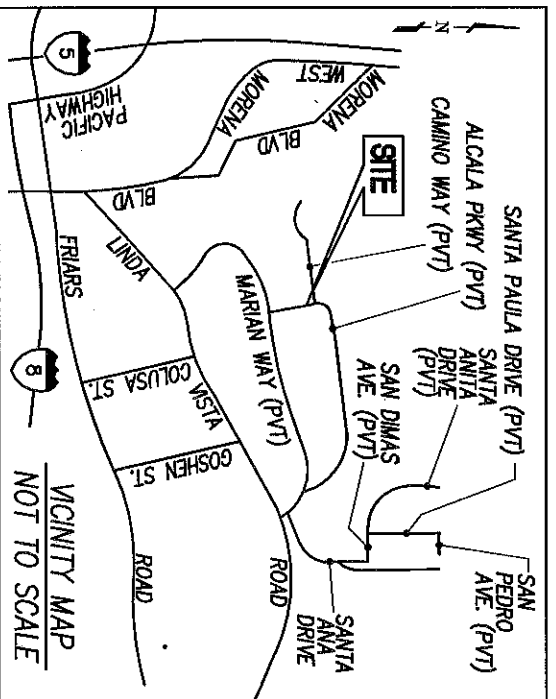 N
SANTA PAULA DRIVE (PVT)
ALCALA PKWY (PVT)
CAMINO WAY (PVT)
SITE
WEST
MORENA
MORENA
BLVD
BLVD
PACIFIC
HIGHWAY
5
LINDA
VISTA
ROAD
FRIARS
ROAD
MARIAN WAY (PVT)
COLUSA ST.
GOSHEN ST.
SANTA
ANITA
DRIVE
(PVT)
SAN DIMAS
AVE. (PVT)
SAN
PEDRO
AVE. (PVT)
SANTA
ANA
DRIVE
8
VICINITY MAP
NOT TO SCALE